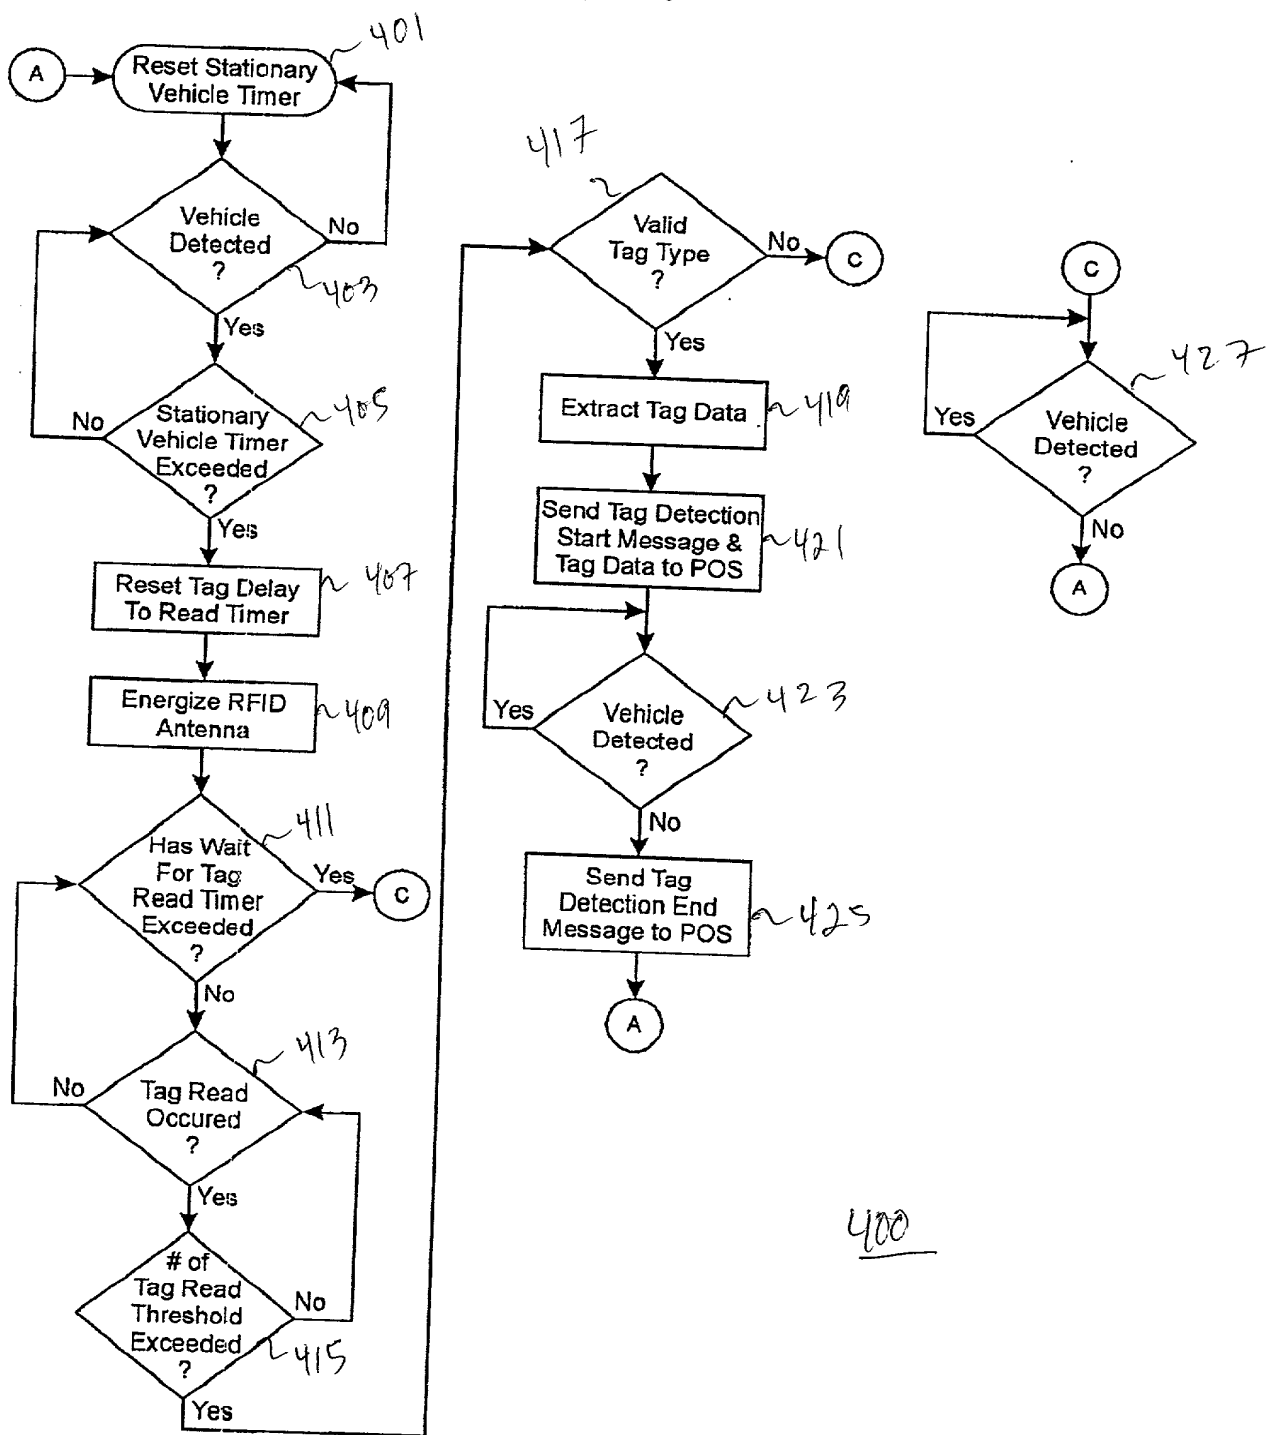 401
A
Reset Stationary
Vehicle Timer
Vehicle
Detected
?
No
403
Yes
Stationary
Vehicle Timer
Exceeded
?
No
405
Yes
Reset Tag Delay
To Read Timer
407
Energize RFID
Antenna
409
Has Wait
For Tag
Read Timer
Exceeded
?
411
Yes
C
No
Tag Read
Occured
?
413
No
Yes
# of
Tag Read
Threshold
Exceeded
?
No
415
Yes
417
Valid
Tag Type
?
No
C
Yes
Extract Tag Data
419
Send Tag Detection
Start Message &
Tag Data to POS
421
Vehicle
Detected
?
Yes
423
No
Send Tag
Detection End
Message to POS
425
A
C
427
Vehicle
Detected
?
Yes
No
A
400